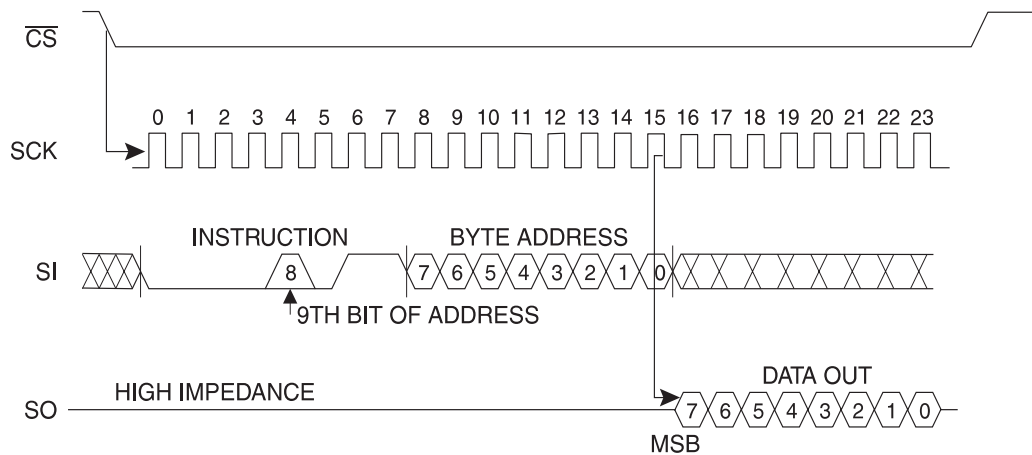 CS
0 1 2 3 4 5 6 7 8 9 10 11 12 13 14 15 16 17 18 19 20 21 22 23
SCK
INSTRUCTION BYTE ADDRESS
SI 8 7 6 5 4 3 2 1 0
9TH BIT OF ADDRESS
HIGH IMPEDANCE DATA OUT
SO 7 6 5 4 3 2 1 0
MSB